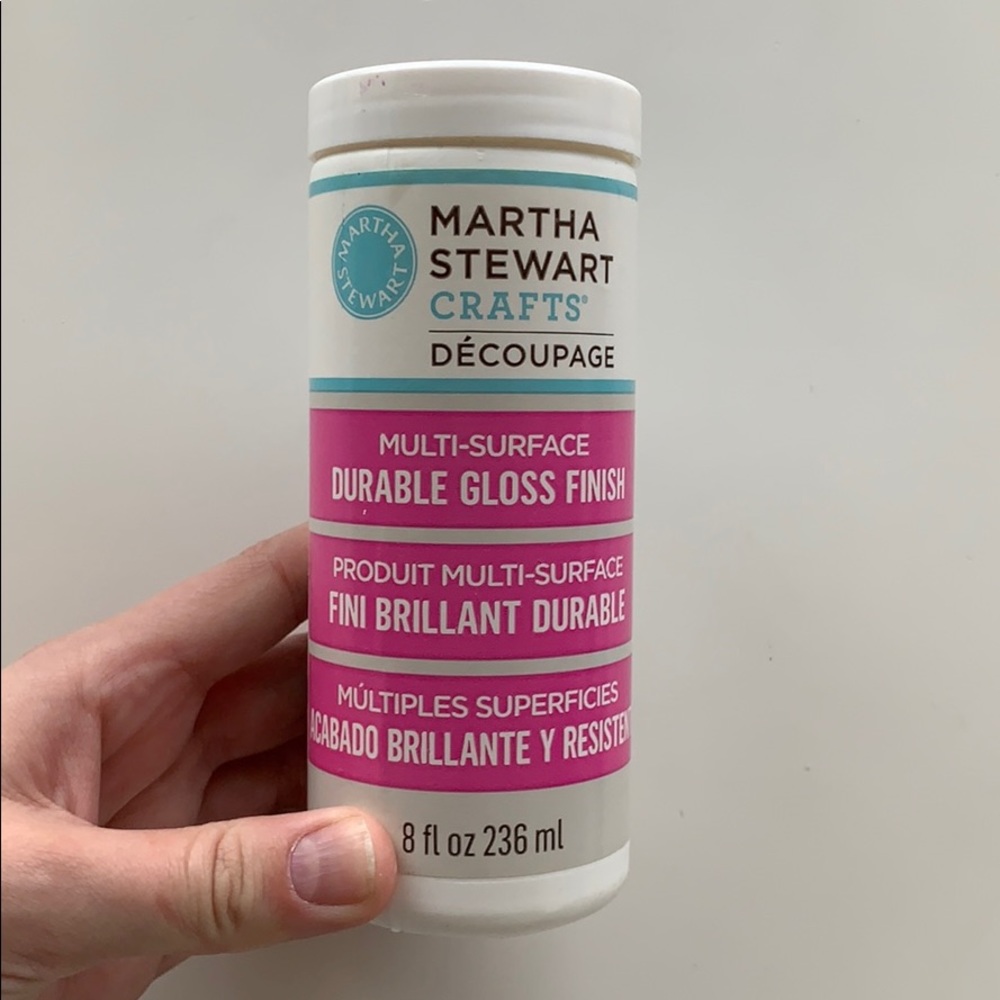 MARTHA STEWART
MARTHA
STEWART
CRAFTS®
DÉCOUPAGE
MULTI-SURFACE
DURABLE GLOSS FINISH
PRODUIT MULTI-SURFACE
FINI BRILLANT DURABLE
MÚLTIPLES SUPERFICIES
ACABADO BRILLANTE Y RESISTEN
8 fl oz 236 ml